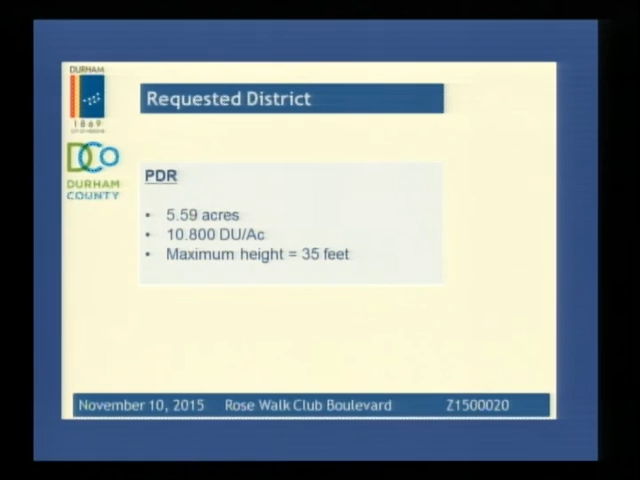 DURHAM
1869
DCO
DURHAM
COUNTY
Requested District
PDR
• 5.59 acres
• 10.800 DU/Ac
• Maximum height = 35 feet
November 10, 2015 Rose Walk Club Boulevard Z1500020